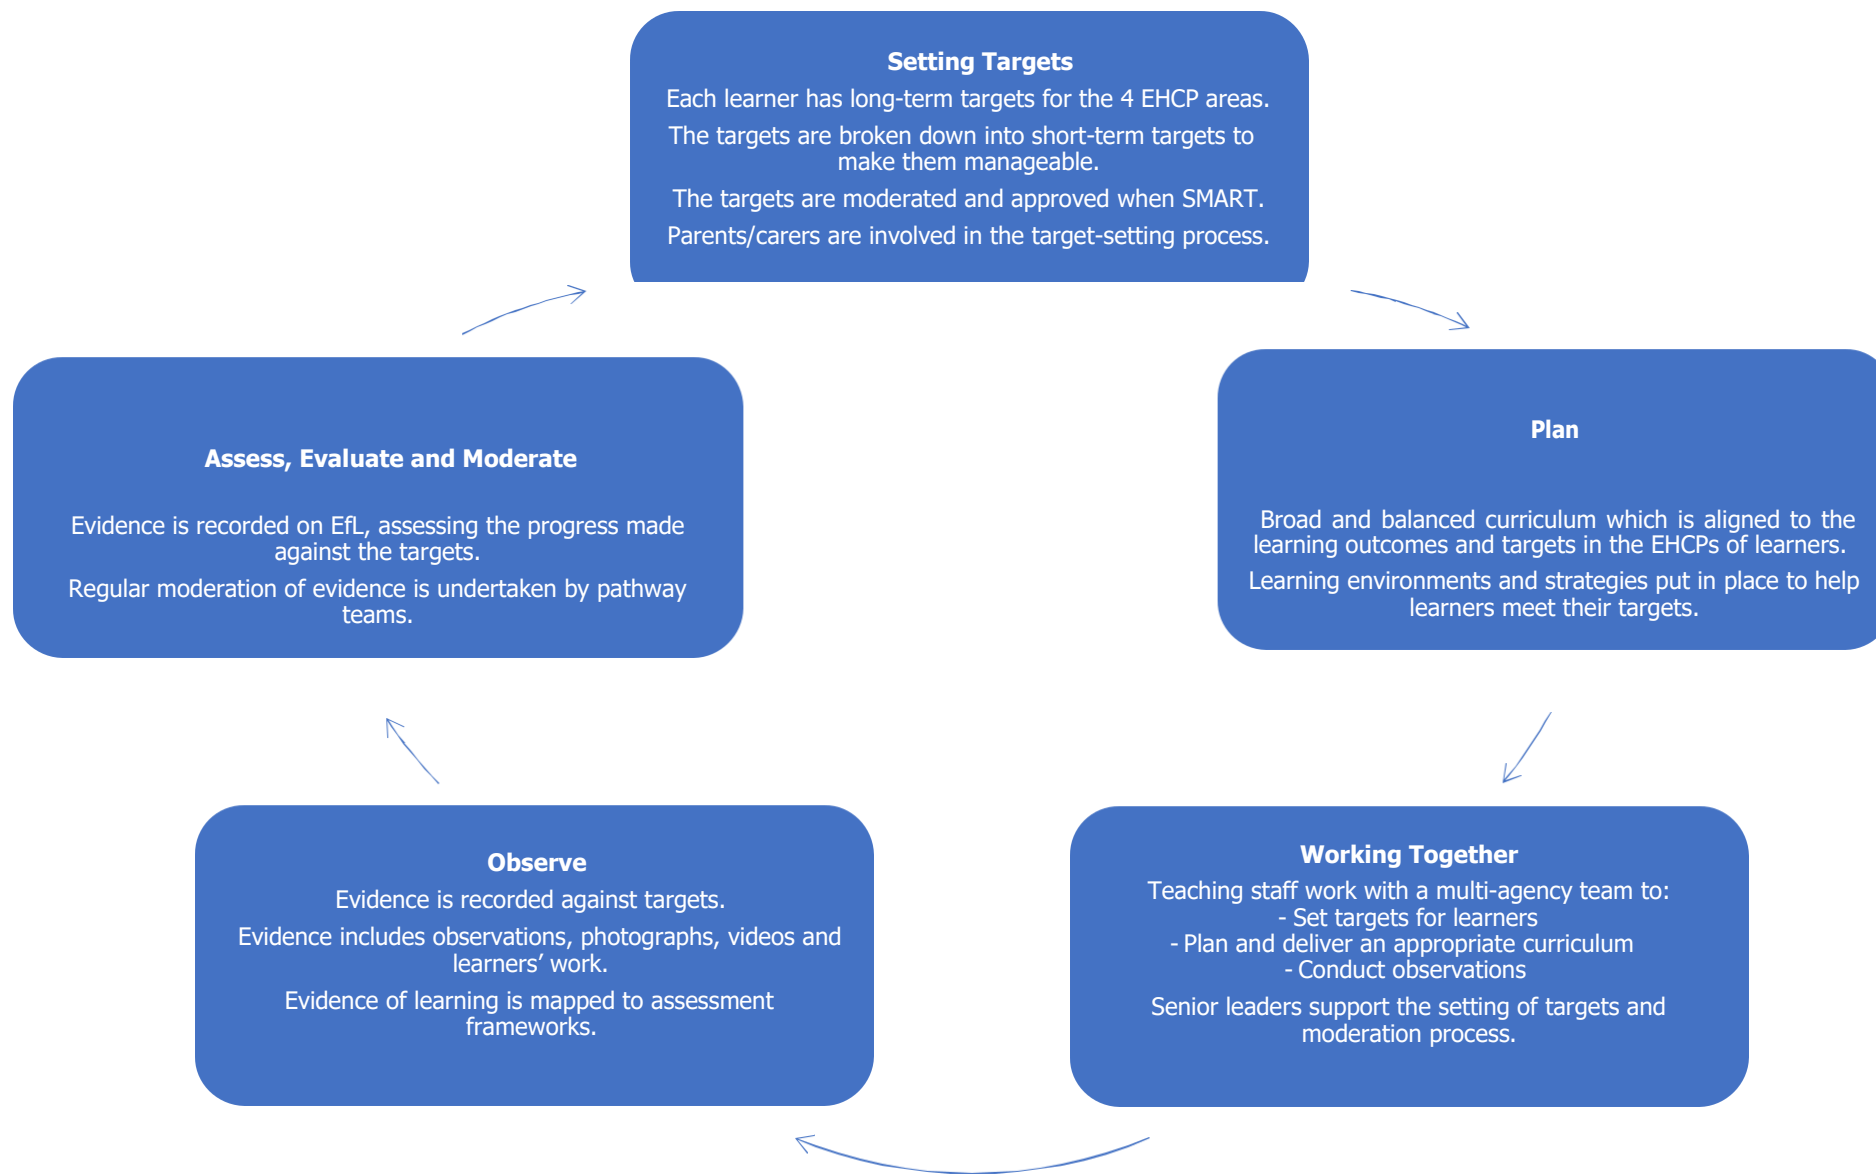 Setting Targets
Each learner has long-term targets for the 4 EHCP areas.
The targets are broken down into short-term targets to
make them manageable.
The targets are moderated and approved when SMART.
Parents/carers are involved in the target-setting process.
Plan
Broad and balanced curriculum which is aligned to the
learning outcomes and targets in the EHCPs of learners.
Learning environments and strategies put in place to help
learners meet their targets.
Working Together
Teaching staff work with a multi-agency team to:
- Set targets for learners
- Plan and deliver an appropriate curriculum
- Conduct observations
Senior leaders support the setting of targets and
moderation process.
Observe
Evidence is recorded against targets.
Evidence includes observations, photographs, videos and
learners’ work.
Evidence of learning is mapped to assessment
frameworks.
Assess, Evaluate and Moderate
Evidence is recorded on EfL, assessing the progress made
against the targets.
Regular moderation of evidence is undertaken by pathway
teams.